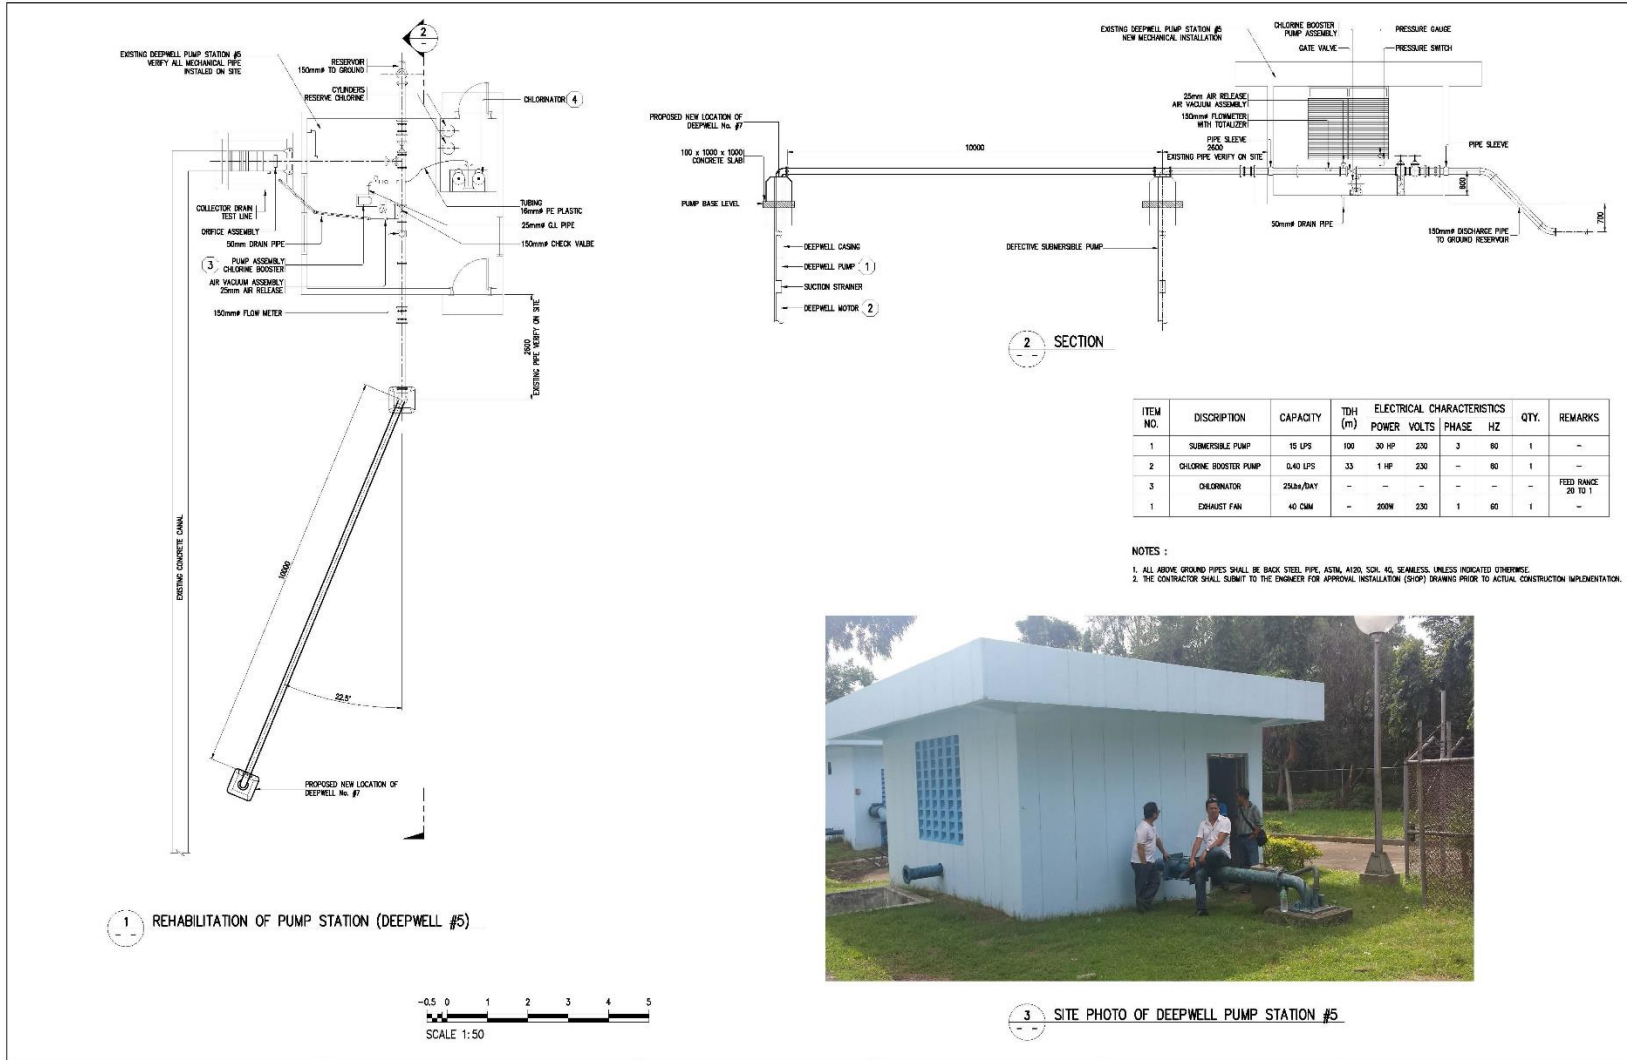 2
EXISTING DEEPWELL PUMP STATION #5
VERIFY ALL MECHANICAL PIPE
INSTALED ON SITE
RESERVOIR
150mmø TO GROUND
CYLINDERS
RESERVE CHLORINE
CHLORINATOR 4
COLLECTOR DRAIN
TEST LINE
ORIFICE ASSEMBLY
50mm DRAIN PIPE
3 PUMP ASSEMBLY
CHLORINE BOOSTER
AIR VACUUM ASSEMBLY
25mm AIR RELEASE
150mmø FLOW METER
TUBING
16mmø PE PLASTIC
25mmø G.I. PIPE
150mmø CHECK VALBE
2600
EXISTING PIPE VERIFY ON SITE
EXISTING CONCRETE CANAL
10000
22.5°
PROPOSED NEW LOCATION OF
DEEPWELL No. #7
1 REHABILITATION OF PUMP STATION (DEEPWELL #5)
-0.5 0 1 2 3 4 5
SCALE 1:50
EXISTING DEEPWELL PUMP STATION #5
NEW MECHANICAL INSTALLATION
CHLORINE BOOSTER
PUMP ASSEMBLY
GATE VALVE
PRESSURE GAUGE
PRESSURE SWITCH
25mm AIR RELEASE
AIR VACUUM ASSEMBLY
150mmø FLOWMETER
WITH TOTALIZER
PIPE SLEEVE
2600
EXISTING PIPE VERIFY ON SITE
PIPE SLEEVE
PROPOSED NEW LOCATION OF
DEEPWELL No. #7
100 x 1000 x 1000
CONCRETE SLAB
10000
PUMP BASE LEVEL
600
700
50mmø DRAIN PIPE
150mmø DISCHARGE PIPE
TO GROUND RESERVOIR
DEEPWELL CASING
DEFECTIVE SUBMERSIBLE PUMP
DEEPWELL PUMP 1
SUCTION STRAINER
DEEPWELL MOTOR 2
2 SECTION
ITEM NO. DISCRIPTION CAPACITY TDH (m) ELECTRICAL CHARACTERISTICS QTY. REMARKS
POWER VOLTS PHASE HZ
1 SUBMERSIBLE PUMP 15 LPS 100 30 HP 230 3 60 1 -
2 CHLORINE BOOSTER PUMP 0.40 LPS 33 1 HP 230 - 60 1 -
3 CHLORINATOR 25Lbs/DAY - - - - - - FEED RANGE 20 TO 1
1 EXHAUST FAN 40 CMM - 200W 230 1 60 1 -
NOTES :
1. ALL ABOVE GROUND PIPES SHALL BE BACK STEEL PIPE, ASTM, A120, SCH. 40, SEAMLESS. UNLESS INDICATED OTHERWISE.
2. THE CONTRACTOR SHALL SUBMIT TO THE ENGINEER FOR APPROVAL INSTALLATION (SHOP) DRAWING PRIOR TO ACTUAL CONSTRUCTION IMPLEMENTATION.
3 SITE PHOTO OF DEEPWELL PUMP STATION #5